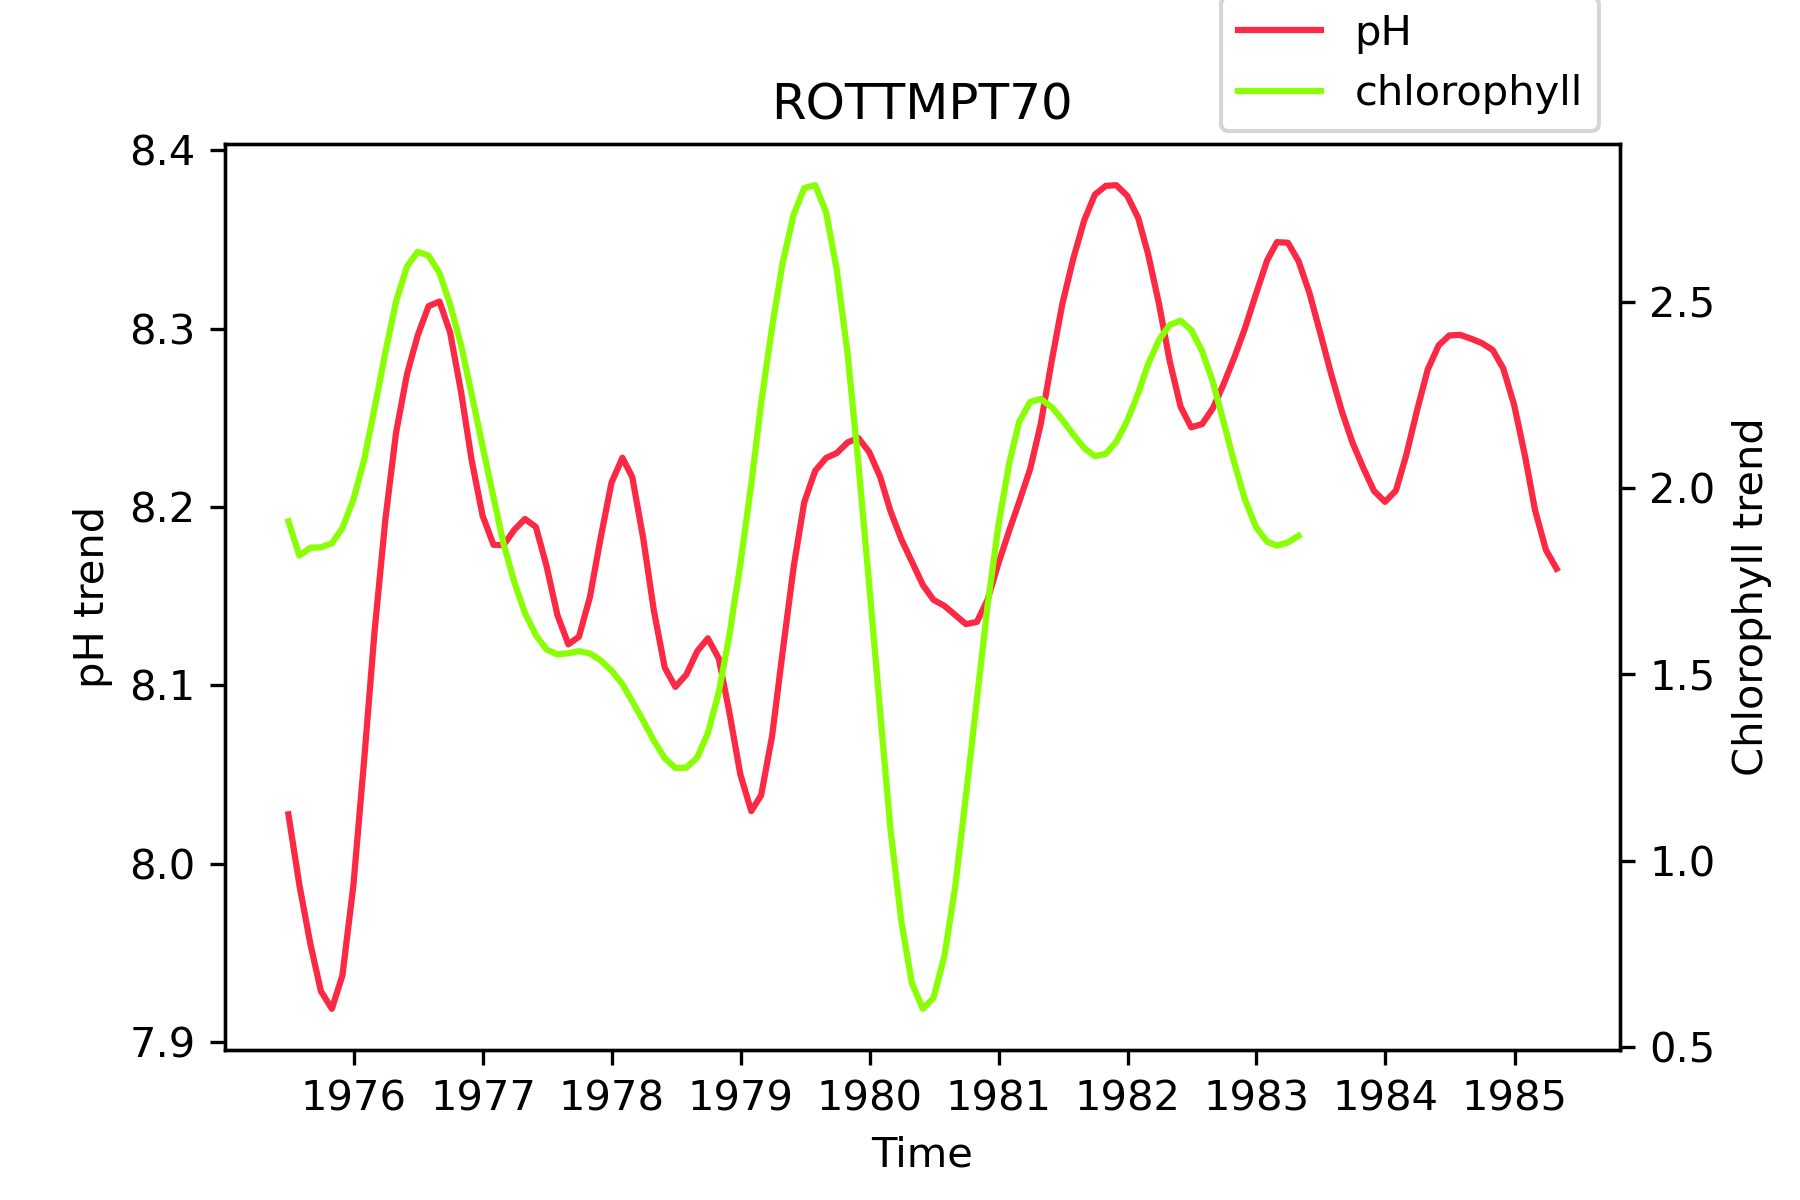 pH
chlorophyll
ROTTMPT70
8.4
8.3
8.2
8.1
8.0
7.9
pH trend
2.5
2.0
1.5
1.0
0.5
Chlorophyll trend
1976 1977 1978 1979 1980 1981 1982 1983 1984 1985
Time